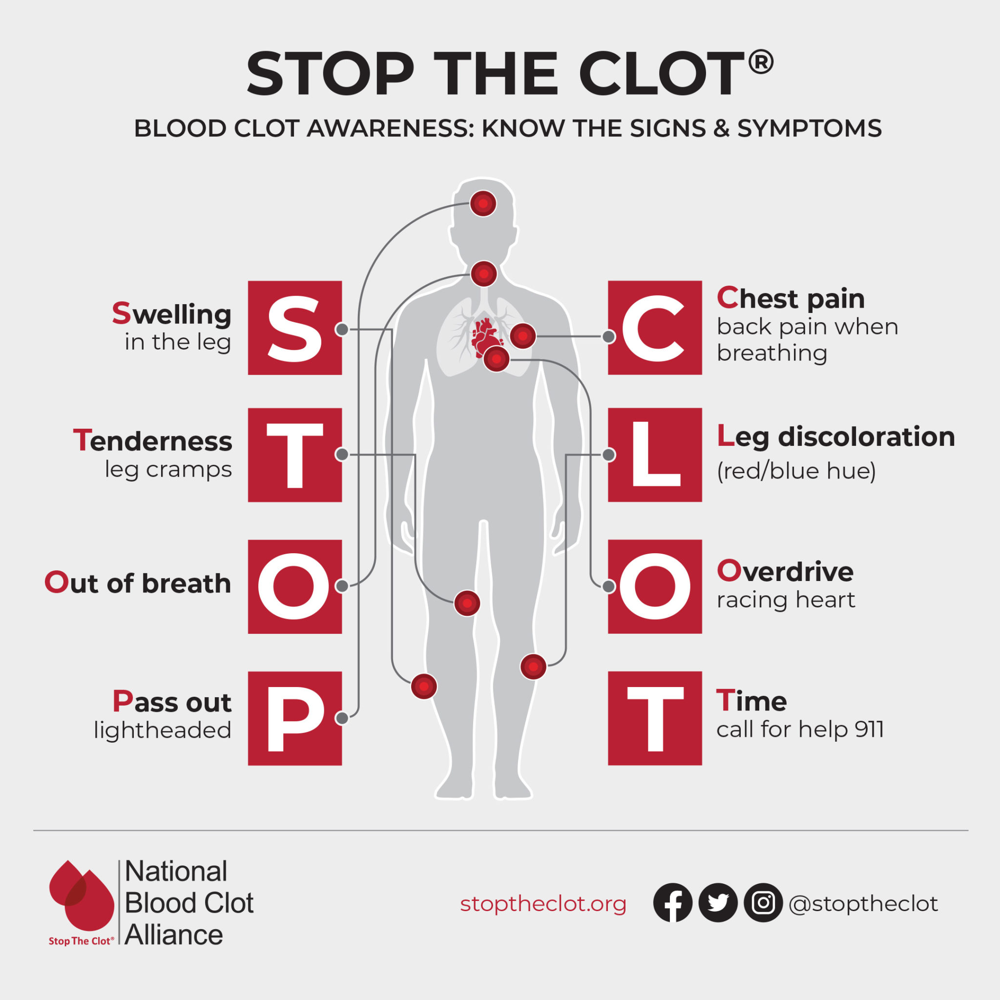 STOP THE CLOT®
BLOOD CLOT AWARENESS: KNOW THE SIGNS & SYMPTOMS
S
Swelling
in the leg
T
Tenderness
leg cramps
O
Out of breath
P
Pass out
lightheaded
C
Chest pain
back pain when
breathing
L
Leg discoloration
(red/blue hue)
O
Overdrive
racing heart
T
Time
call for help 911
National
Blood Clot
Alliance
Stop The Clot®
stoptheclot.org
@stoptheclot